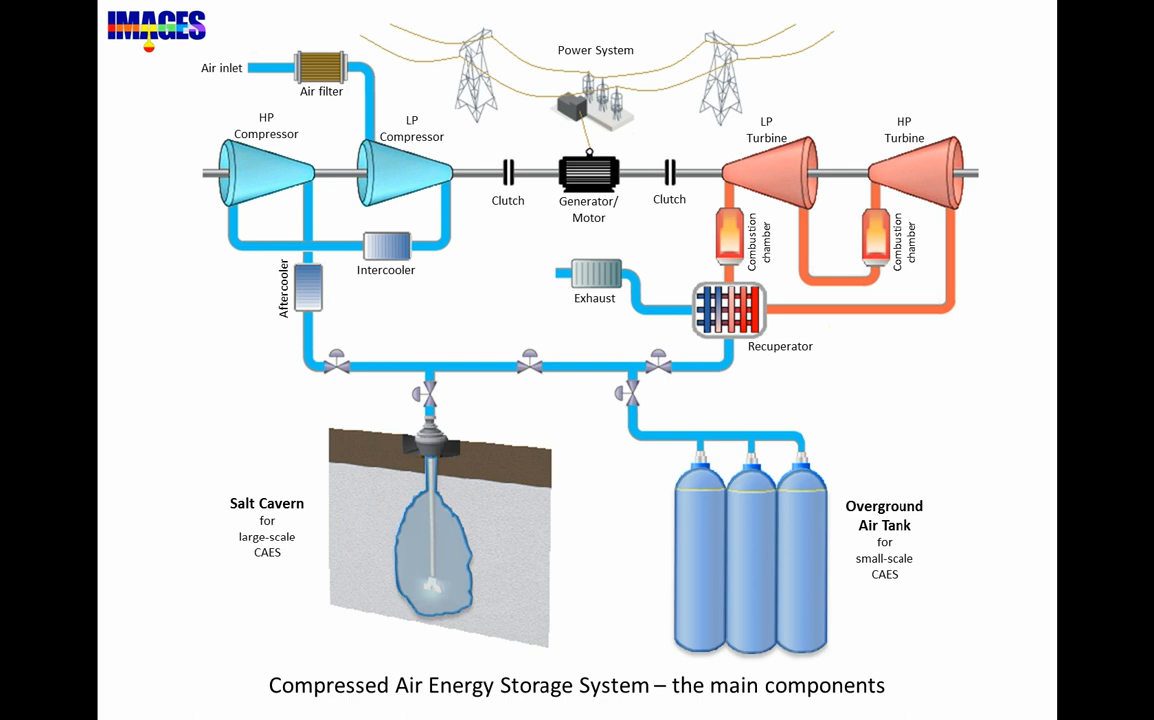 IMAGES
Power System
Air inlet
Air filter
HP
Compressor
LP
Compressor
LP
Turbine
HP
Turbine
Clutch
Generator/
Motor
Clutch
Combustion
chamber
Combustion
chamber
Intercooler
Aftercooler
Exhaust
Recuperator
Salt Cavern
for
large-scale
CAES
Overground
Air Tank
for
small-scale
CAES
Compressed Air Energy Storage System – the main components